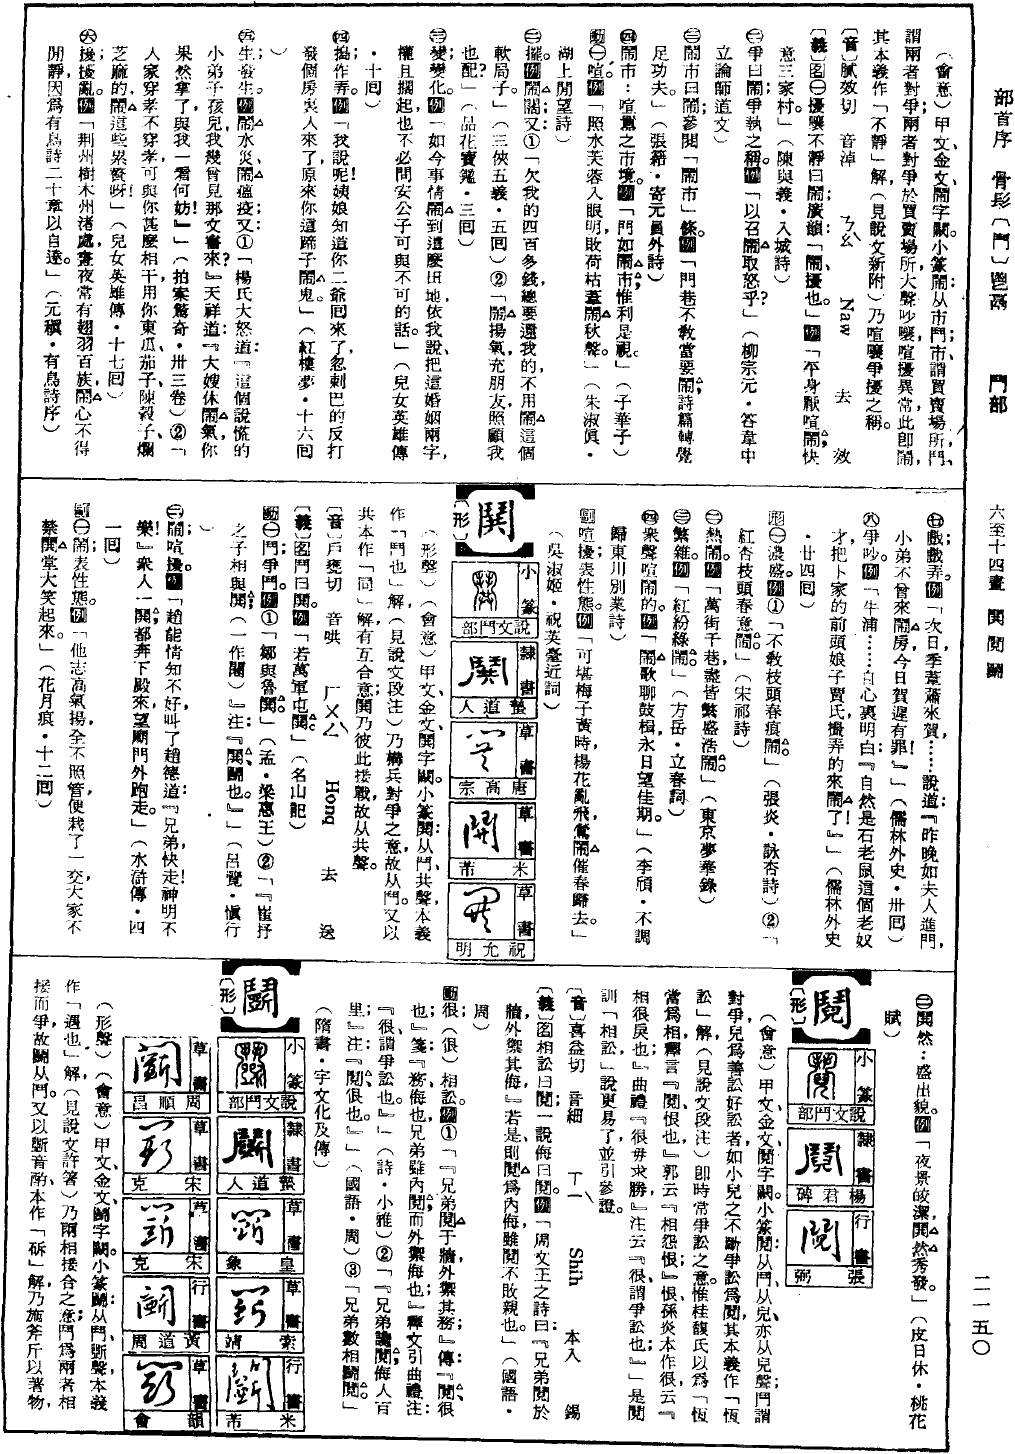 部首序　骨髟〔鬥〕鬯鬲　鬥部　六至十四畫　鬨鬩鬭　二一五〇
（會意）甲文、金文鬧字闕。小篆鬧：从市鬥、市謂買賣場所，鬥、
謂兩者對爭，兩者對爭於買賣場所，大聲吵嚷，喧擾異常，此卽鬧，
其本義作「不靜」解（見說文新附）乃喧嚷爭擾之稱。
〔音〕膩效切　音淖　ㄋㄠˋ　Naw　去　效
〔義〕名㊀擾嚷不靜曰鬧，廣韻：「鬧，擾也。」例「平身厭喧鬧，快
意三家村。」（陳與義・入城詩）
㊁爭曰鬧，爭執之稱。例「以召鬧取怒乎？」（柳宗元・答韋中
立論師道文）
㊂鬧市曰鬧，參閱「鬧市」條。例「門巷不教當要鬧，詩篇轉覺
足功夫。」（張籍・寄元員外詩）
㊃鬧市：喧囂之市境。例「門如鬧市，惟利是視。」（子華子）
動㊀喧。例「照水芙蓉入眼明，敗荷枯葦鬧秋聲。」（朱淑眞・
湖上閒望詩）
㊁擺。例鬧闊；又：①「欠我的四百多錢，總要還我的，不用鬧這個
軟局子。」（三俠五義・五回）②「鬧揚氣，充朋友，照顧我
也配？」（品花寶鑑・三回）
㊂變；變化。例「如今事情鬧到這麼田地，依我說，把這婚姻兩字，
權且擱起，也不必問安公子可與不可的話。」（兒女英雄傳
・十回）
㊃搗；作弄。例「我說呢！姨娘知道你二爺回來了，忽剌巴的反打
發個房裏人來了，原來你這蹄子鬧鬼。」（紅樓夢・十六回
）
㊄生；發生。例鬧水災，鬧瘟疫；又①「楊氏大怒道：『這個說慌的
小弟子孩兒，我幾曾見那文書來？』天祥道：『大嫂休鬧氣，你
果然拿了，與我一看何妨！』」（拍案驚奇・卅三卷）②「
人家穿孝不穿孝，可與你甚麼相干，用你東瓜茄子、陳穀子、爛
芝麻的鬧這些累贅呀！」（兒女英雄傳・十七回）
㊅擾；擾亂。例「荆州樹木州渚處，晝夜常有翅羽百族鬧，心不得
閒靜，因爲有鳥詩二十章以自達。」（元稹・有鳥詩序）
㊆戲；戲弄。例「次日季葦蕭來賀，……說道：『昨晚如夫人進門，
小弟不曾來鬧房，今日賀遲有罪！』」（儒林外史・卅回）
㊇爭吵。例「牛浦……自心裏明白：『自然是石老鼠這個老奴
才，把卜家的前頭娘子賈氏撮弄的來鬧了！』」（儒林外史
・廿四回）
形㊀濃盛。例①「不教枝頭春痕鬧。」（張炎・詠杏詩）②「
紅杏枝頭春意鬧。」（宋祁詩）
㊁熱鬧。例「萬街千巷，盡皆繁盛浩鬧。」（東京夢華錄）
㊂繁雜。例「紅紛綠鬧。」（方岳・立春詞）
㊃衆聲喧鬧的。例「鬧歌聊鼓楫，永日望佳期。」（李頎・不調
歸東川別業詩）
副喧擾，表性態。例「可堪梅子黃時，楊花亂飛，鶯鬧催春歸去。」
（吳淑姬・祝英臺近詞）
鬨〔形〕
小篆　說文鬥部
隸書　螢道人
草書　唐高宗
草書　米芾
草書　祝允明
（形聲）（會意）甲文、金文、鬨字闕。小篆鬨：从鬥、共聲，本義
作「鬥也」解，（見說文段注）乃構兵對爭之意，故从鬥。又以
共本作「同」解，有互合意，鬨乃彼此接戰，故从共聲。
〔音〕戶甕切　音哄　ㄏㄨㄥˋ　Honq　去　送
〔義〕名鬥曰鬨。例「若萬軍屯鬨。」（名山記）
動㊀鬥；爭鬥。例①「鄒與魯鬨。」（孟・梁惠王）②「『崔抒
之子相與鬨（一作闀）』注：『鬨，鬭也。』」（呂覽・愼行
）
㊁鬧；喧擾。例「趙能情知不好，叫了趙德道：『兄弟快走！神明不
樂！』衆人一鬨都奔下殿來，望廟門外跑走。」（水滸傳・四
一回）
副㊀鬧，表性態。例「他志高氣揚，全不照管，便栽了一交，大家不
禁鬨堂大笑起來。」（花月痕・十二回）
㊁鬨然：盛出貌。例「夜景皎潔，鬨然秀發。」（皮日休・桃花
賦）
鬩〔形〕
小篆　說文鬥部
隸書　楊君碑
行書　張弼
（會意）甲文、金文鬩字闕。小篆鬩：从鬥从兒，亦从兒聲，鬥謂
對爭，兒爲善訟好訟者，如小兒之不斷爭訟爲鬩，其本義作「恆
訟」解（見說文段注）卽時常爭訟之意。惟桂馥氏以爲「恆
當爲相，釋言『鬩，恨也，』郭云『相怨恨，』恨，孫炎本作很，云『
相很戾也，』曲禮『很毋求勝，』注云『很，謂爭訟也，』」是鬩
訓「相訟，」說更易了，並引參證。
〔音〕喜益切　音細　ㄒㄧˋ　Shih　本入　錫
〔義〕名相訟曰鬩，一說侮曰鬩。例「周文王之詩曰：『兄弟鬩於
牆，外禦其侮，』若是，則鬩爲內侮，雖鬩不敗親也。」（國語・
周）
動很（很）；相訟。例①「『兄弟鬩于牆，外禦其務，』傳：『鬩，很
也，』箋：『務，侮也，兄弟雖內鬩，而外禦侮也，』釋文引曲禮注：
『很，謂爭訟也。』」（詩・小雅）②「『兄弟讒鬩，侮人百
里，』注：『鬩，佷也。』」（國語・周）③「兄弟數相鬭鬩。」
（隋書・宇文化及傳）
鬭〔形〕
小篆　說文鬥部
隸書　螢道人
草書　皇象
草書　索靖
行書　米芾
草書　周順昌
草書　宋克
草書　宋克
行書　黃道周
草書　韻會
（形聲）（會意）甲文、金文、鬭字闕。小篆鬭：从鬥、斲聲，本義
作「遇也」解，（見說文許箸）乃兩相接合之意，鬥爲兩者相
接而爭，故鬭从鬥。又以斲音酌，本作「斫」解，乃施斧斤以著物，